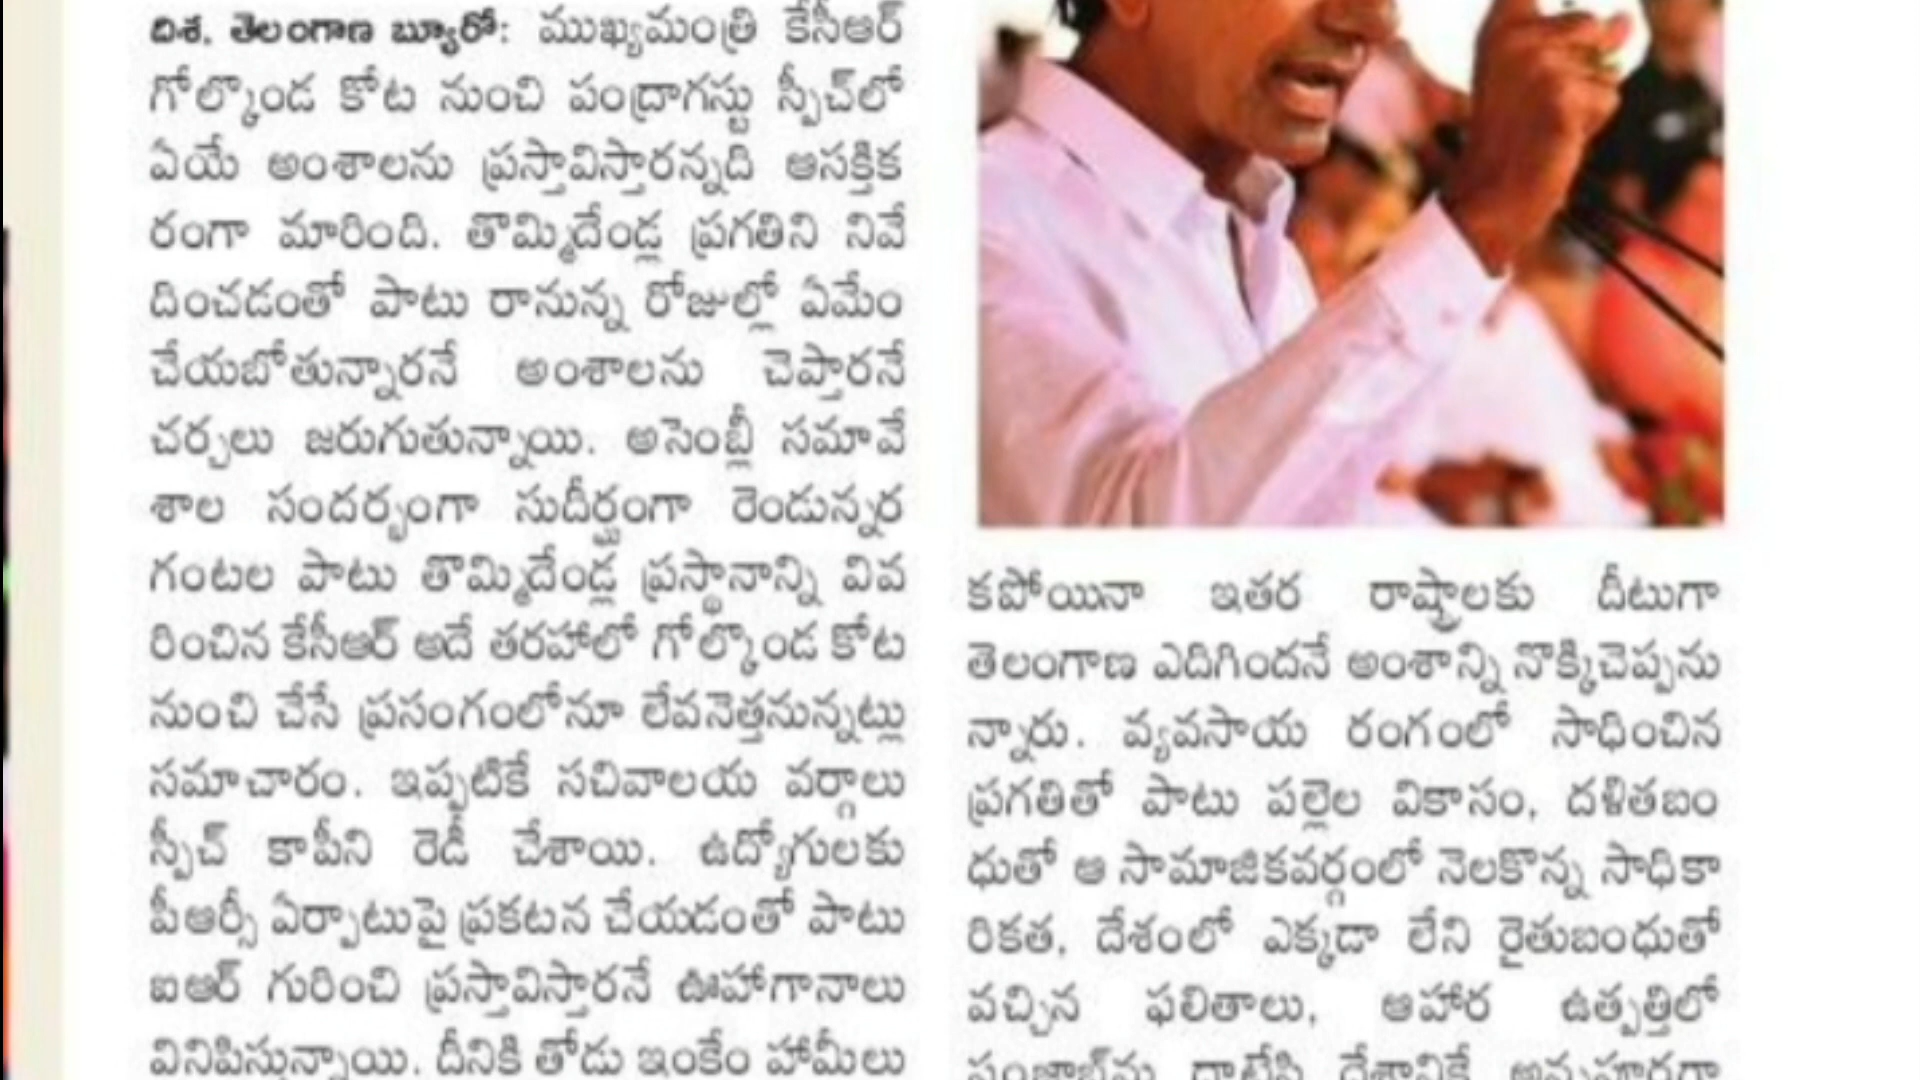 దిశ, తెలంగాణ బ్యూరో: ముఖ్యమంత్రి కేసీఆర్
గోల్కొండ కోట నుంచి పంద్రాగస్టు స్పీచ్‌లో
ఏయే అంశాలను ప్రస్తావిస్తారన్నది ఆసక్తిక
రంగా మారింది. తొమ్మిదేండ్ల ప్రగతిని నివే
దించడంతో పాటు రానున్న రోజుల్లో ఏమేం
చేయబోతున్నారనే అంశాలను చెప్తారనే
చర్చలు జరుగుతున్నాయి. అసెంబ్లీ సమావే
శాల సందర్భంగా సుదీర్ఘంగా రెండున్నర
గంటల పాటు తొమ్మిదేండ్ల ప్రస్థానాన్ని వివ
రించిన కేసీఆర్ అదే తరహాలో గోల్కొండ కోట
నుంచి చేసే ప్రసంగంలోనూ లేవనెత్తనున్నట్లు
సమాచారం. ఇప్పటికే సచివాలయ వర్గాలు
స్పీచ్ కాపీని రెడీ చేశాయి. ఉద్యోగులకు
పీఆర్సీ ఏర్పాటుపై ప్రకటన చేయడంతో పాటు
ఐఆర్ గురించి ప్రస్తావిస్తారనే ఊహాగానాలు
వినిపిస్తున్నాయి. దీనికి తోడు ఇంకేం హామీలు
కపోయినా ఇతర రాష్ట్రాలకు దీటుగా
తెలంగాణ ఎదిగిందనే అంశాన్ని నొక్కిచెప్పను
న్నారు. వ్యవసాయ రంగంలో సాధించిన
ప్రగతితో పాటు పల్లెల వికాసం, దళితబం
ధుతో ఆ సామాజికవర్గంలో నెలకొన్న సాధికా
రికత, దేశంలో ఎక్కడా లేని రైతుబంధుతో
వచ్చిన ఫలితాలు, ఆహార ఉత్పత్తిలో